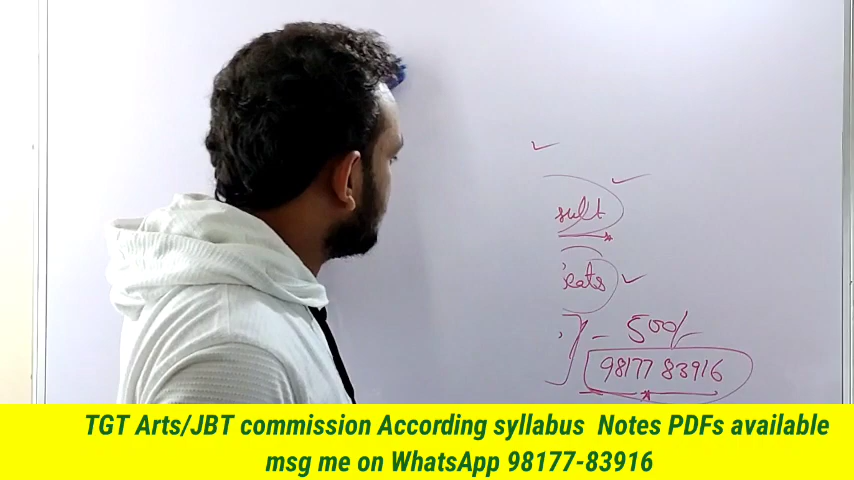 sult
eats
- 500/-
98177 83916
TGT Arts/JBT commission According syllabus Notes PDFs available
msg me on WhatsApp 98177-83916